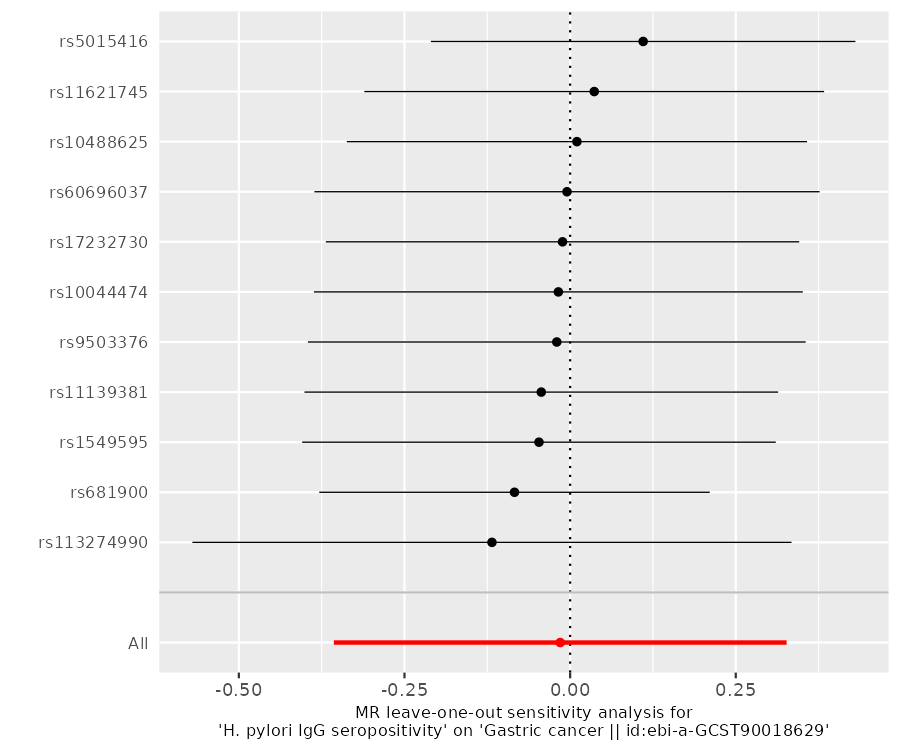 rs5015416
rs11621745
rs10488625
rs60696037
rs17232730
rs10044474
rs9503376
rs11139381
rs1549595
rs681900
rs113274990
All
-0.50 -0.25 0.00 0.25
MR leave-one-out sensitivity analysis for
'H. pylori IgG seropositivity' on 'Gastric cancer || id:ebi-a-GCST90018629'